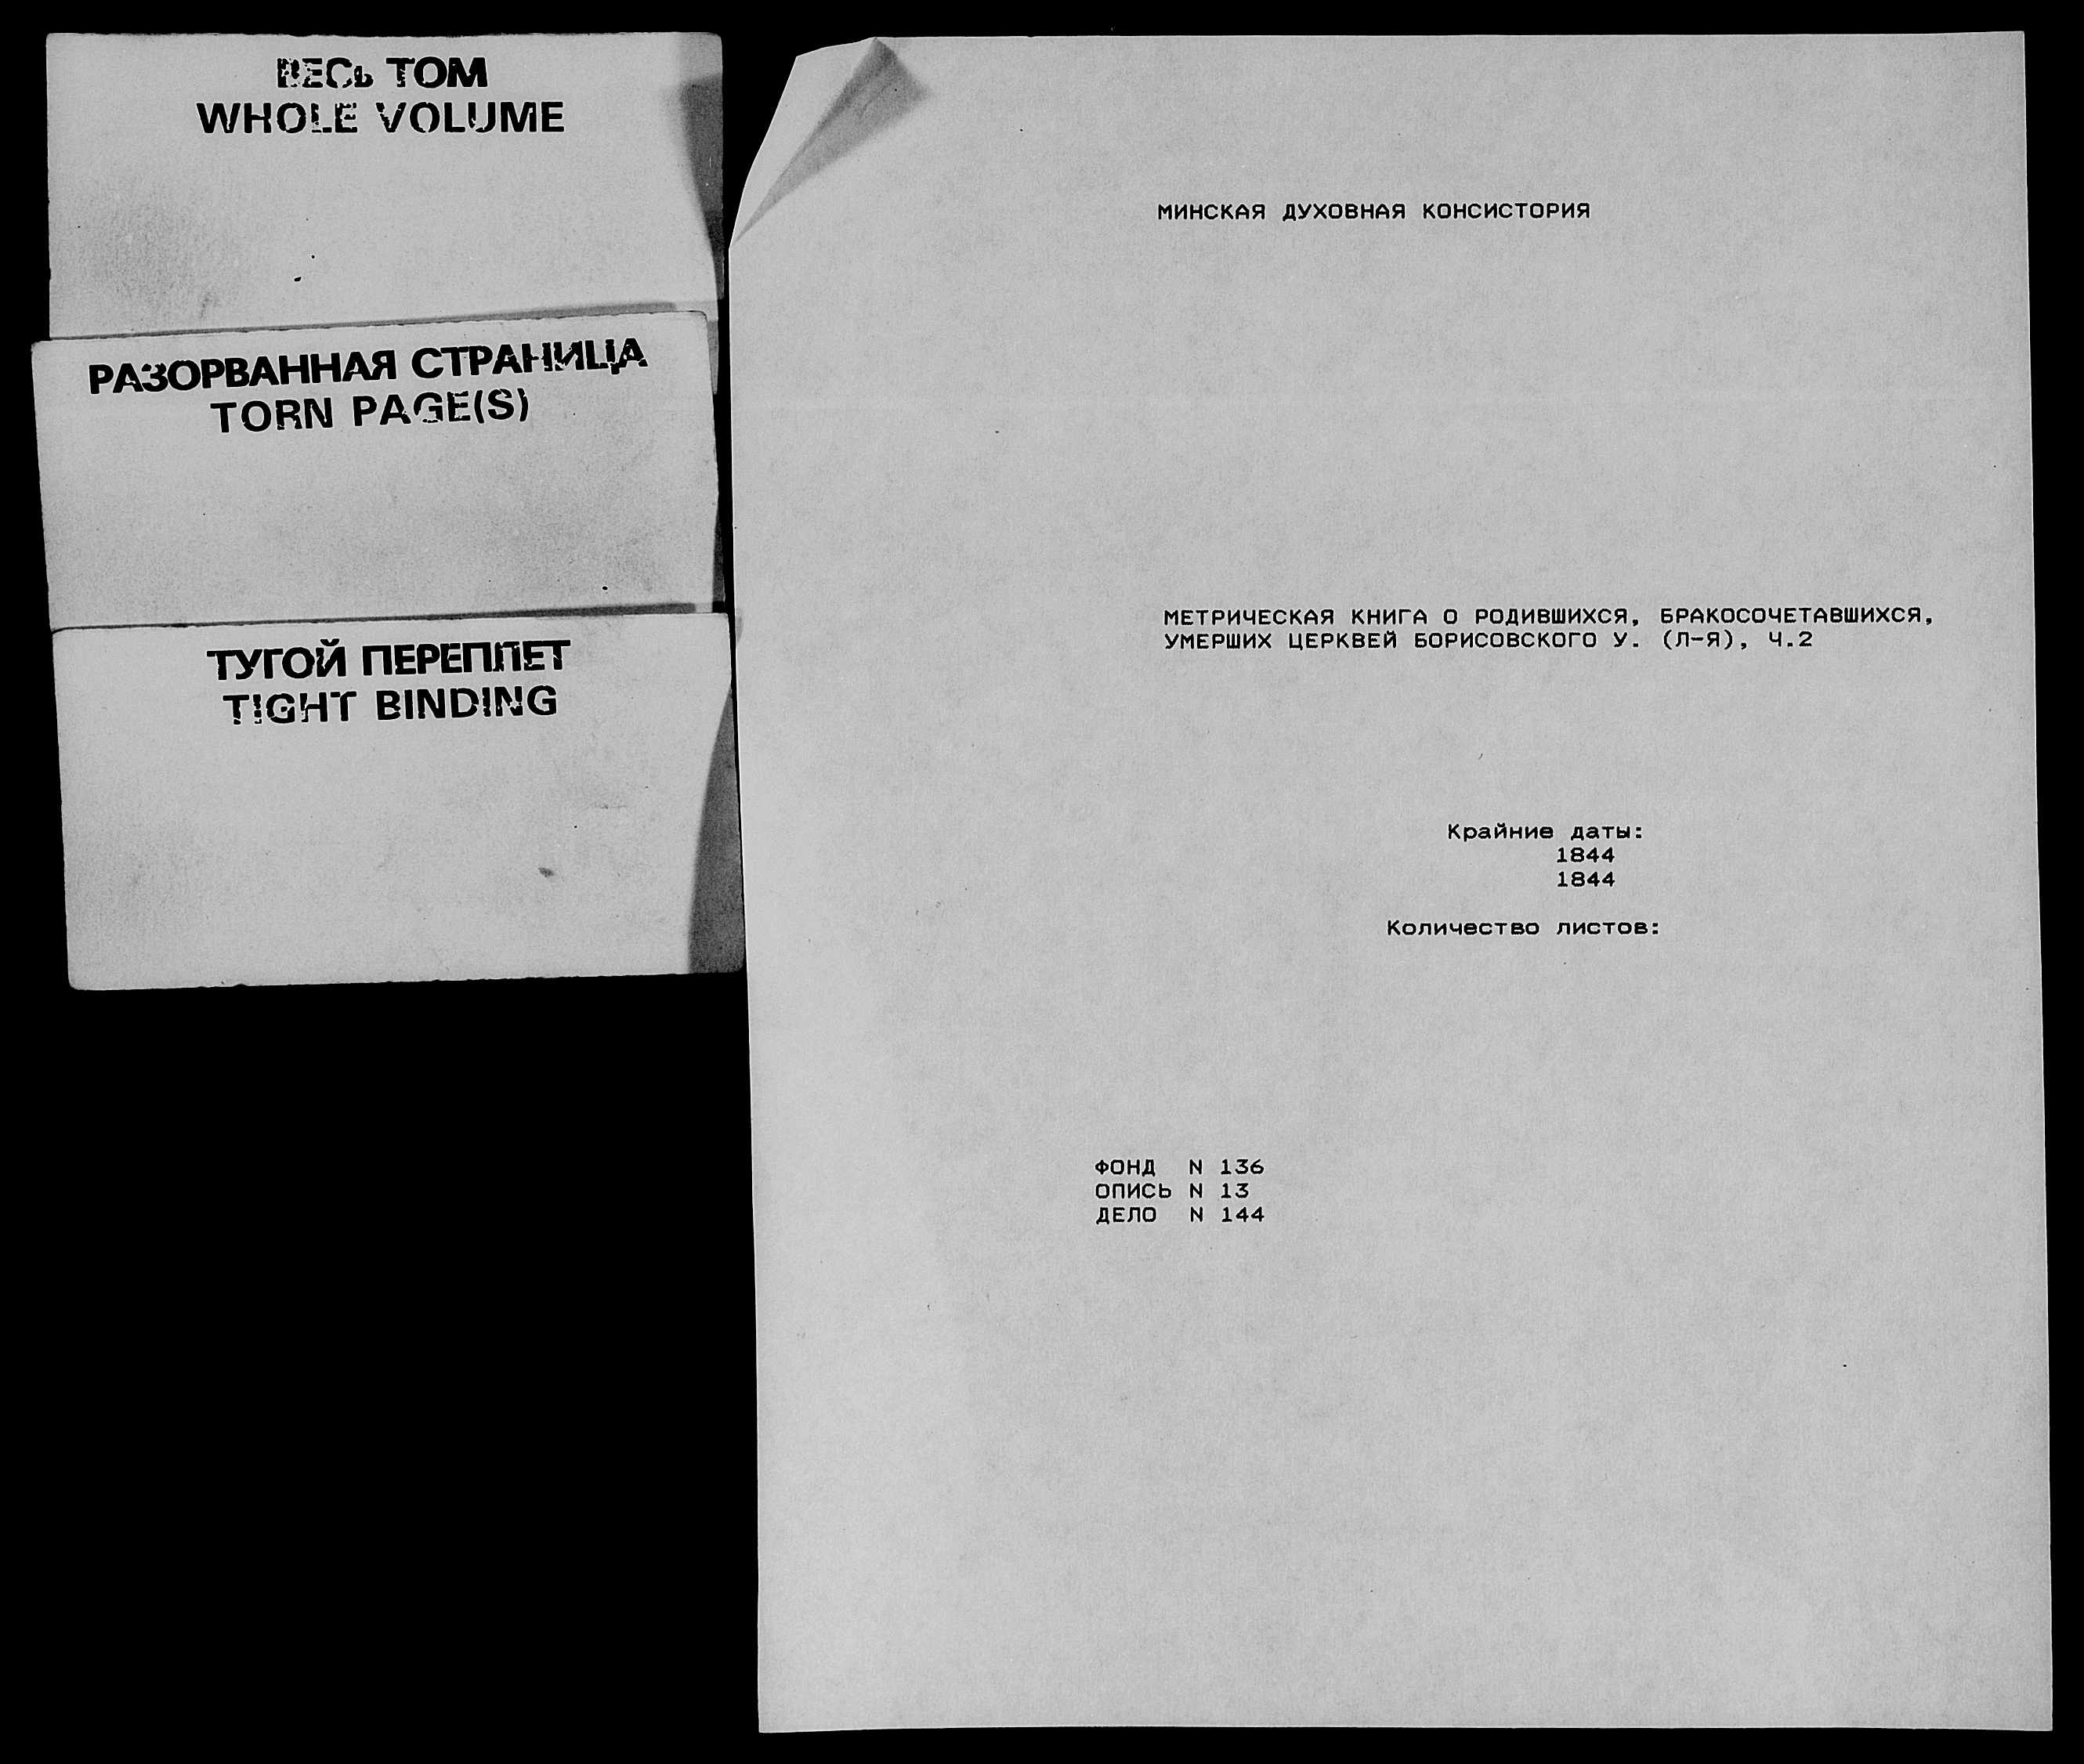 ВЕСЬ ТОМ
WHOLE VOLUME
РАЗОРВАННАЯ СТРАНИЦА
TORN PAGE(S)
ТУГОЙ ПЕРЕПЛЕТ
TIGHT BINDING
МИНСКАЯ ДУХОВНАЯ КОНСИСТОРИЯ
МЕТРИЧЕСКАЯ КНИГА О РОДИВШИХСЯ, БРАКОСОЧЕТАВШИХСЯ,
УМЕРШИХ ЦЕРКВЕЙ БОРИСОВСКОГО У. (Л-Я), Ч.2
Крайние даты:
1844
1844
Количество листов:
ФОНД N 136
ОПИСЬ N 13
ДЕЛО N 144